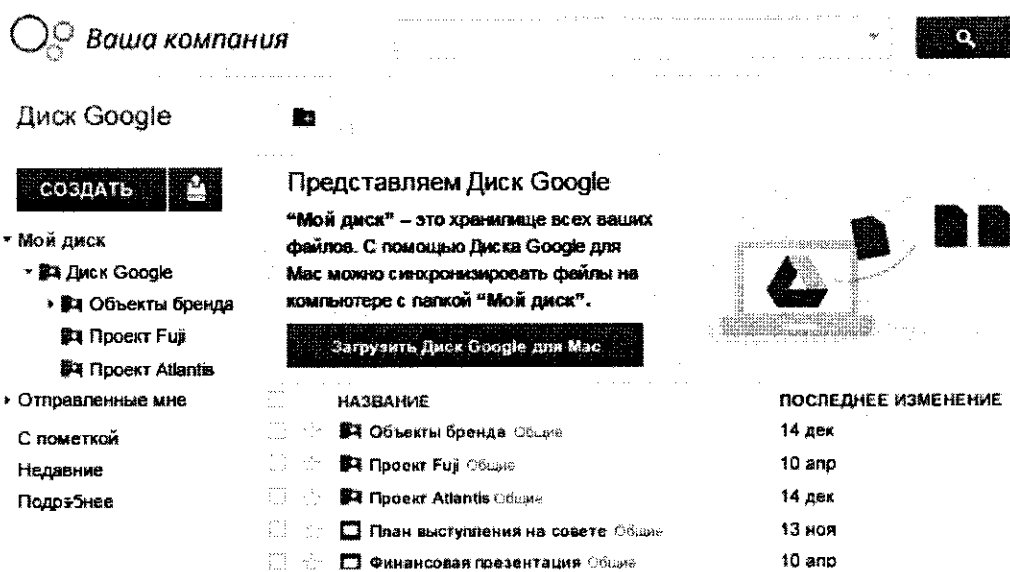 Ваша компания
Диск Google
СОЗДАТЬ
Мой диск
Диск Google
Объекты бренда
Проект Fuji
Проект Atlantis
Отправленные мне
С пометкой
Недавние
Подробнее
Представляем Диск Google
“Мой диск” – это хранилище всех ваших
файлов. С помощью Диска Google для
Mac можно синхронизировать файлы на
компьютере с папкой “Мой диск”.
Загрузить Диск Google для Mac
НАЗВАНИЕ ПОСЛЕДНЕЕ ИЗМЕНЕНИЕ
Объекты бренда Общие 14 дек
Проект Fuji Общие 10 апр
Проект Atlantis Общие 14 дек
План выступления на совете Общие 13 ноя
Финансовая презентация Общие 10 апр